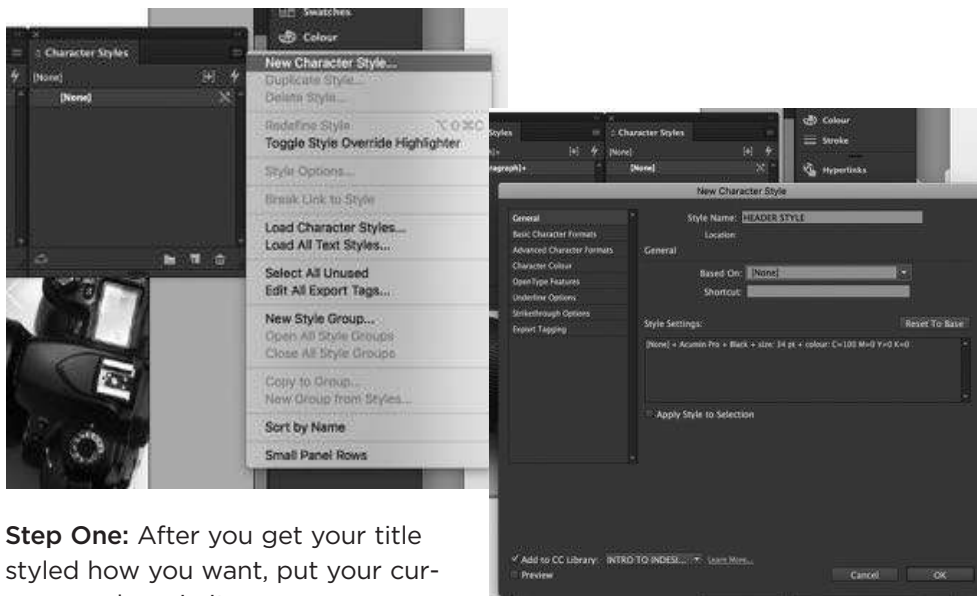 Swatches
Colour
Character Styles
[None]
[None]
New Character Style...
Duplicate Style...
Delete Style...
Redefine Style
Toggle Style Override Highlighter
Style Options...
Break Link to Style
Load Character Styles...
Load All Text Styles...
Select All Unused
Edit All Export Tags...
New Style Group...
Open All Style Groups
Close All Style Groups
Copy to Group...
New Group from Styles...
Sort by Name
Small Panel Rows
Colour
Stroke
Hyperlinks
Styles
Character Styles
[None]
ragraph]+
[None]
New Character Style
General
Basic Character Formats
Advanced Character Formats
Character Colour
OpenType Features
Underline Options
Strikethrough Options
Export Tagging
Style Name: HEADER STYLE
Location:
General
Based On: [None]
Shortcut:
Style Settings:
Reset To Base
[None] + Acumin Pro + Black + size: 34 pt + colour: C=100 M=0 Y=0 K=0
Apply Style to Selection
Add to CC Library: INTRO TO INDESI... Learn More...
Preview
Cancel
OK
Step One: After you get your title
styled how you want, put your cur-